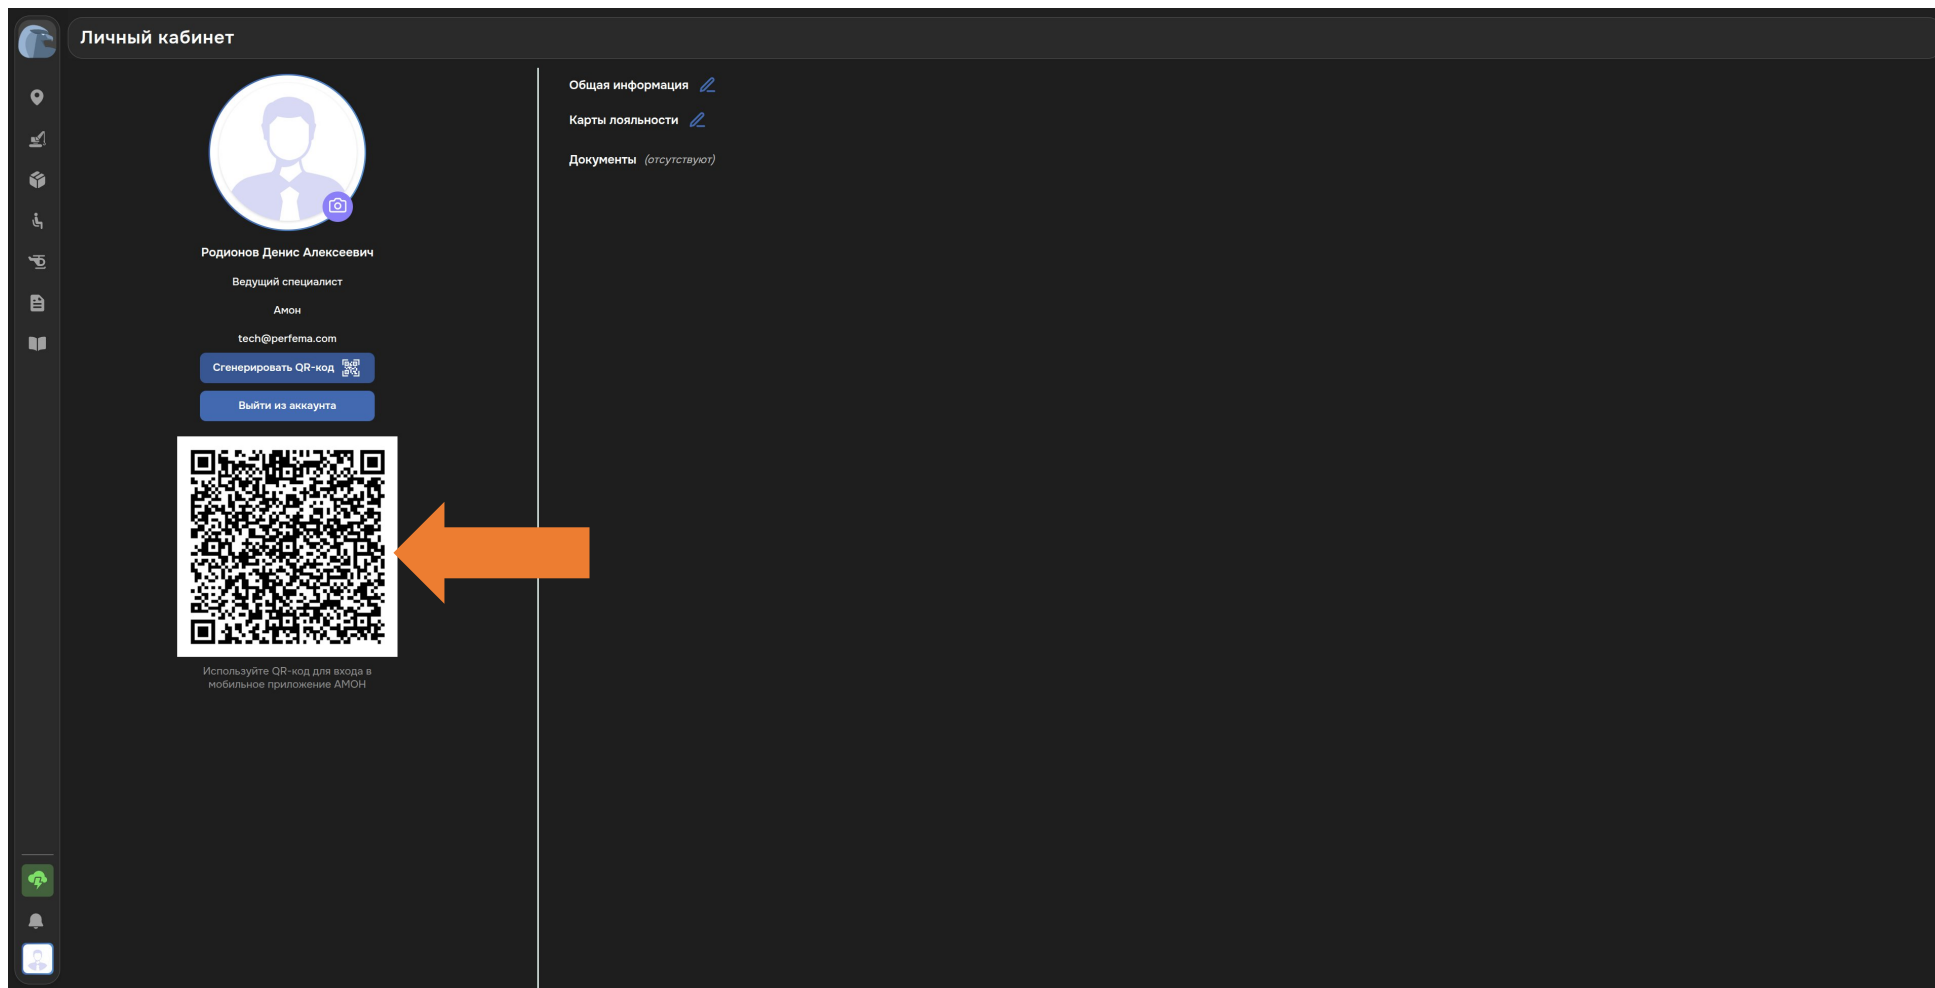 Личный кабинет
Родионов Денис Алексеевич
Ведущий специалист
Амон
tech@perfema.com
Сгенерировать QR-код
Выйти из аккаунта
Используйте QR-код для входа в
мобильное приложение АМОН
Общая информация
Карты лояльности
Документы (отсутствуют)